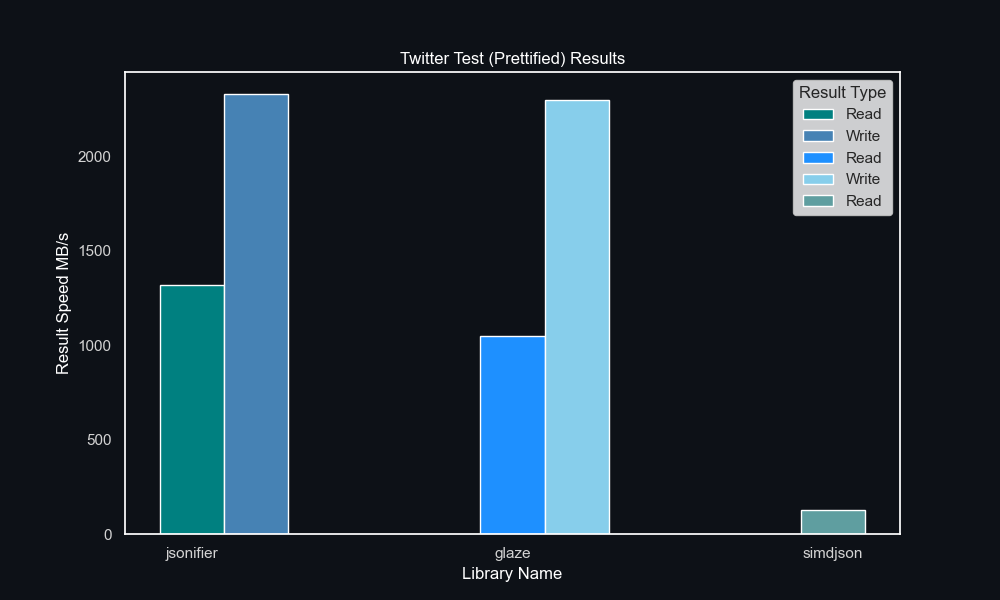 Twitter Test (Prettified) Results
Result Type
Read
Write
Read
Write
Read
Result Speed MB/s
2000
1500
1000
500
0
jsonifier
glaze
simdjson
Library Name